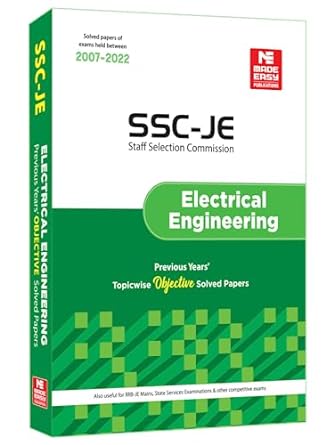 Solved papers of
exams held between
2007-2022
ME
MADE
EASY
PUBLICATIONS
SSC-JE
Staff Selection Commission
Electrical
Engineering
Previous Years'
Topicwise Objective Solved Papers
Also useful for RRB-JE Mains, State Services Examinations & other competitive exams
SSC-JE
ELECTRICAL ENGINEERING
Previous Years' OBJECTIVE Solved Papers
ME
MADE
EASY